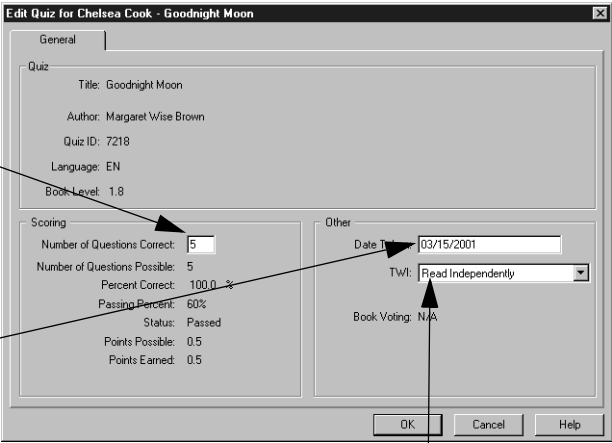 Edit Quiz for Chelsea Cook - Goodnight Moon
General
Quiz
Title: Goodnight Moon
Author: Margaret Wise Brown
Quiz ID: 7218
Language: EN
Book Level: 1.8
Scoring
Number of Questions Correct: 5
Number of Questions Possible: 5
Percent Correct: 100.0 %
Passing Percent: 60%
Status: Passed
Points Possible: 0.5
Points Earned: 0.5
Other
Date Taken: 03/15/2001
TWI: Read Independently
Book Voting: N/A
OK Cancel Help